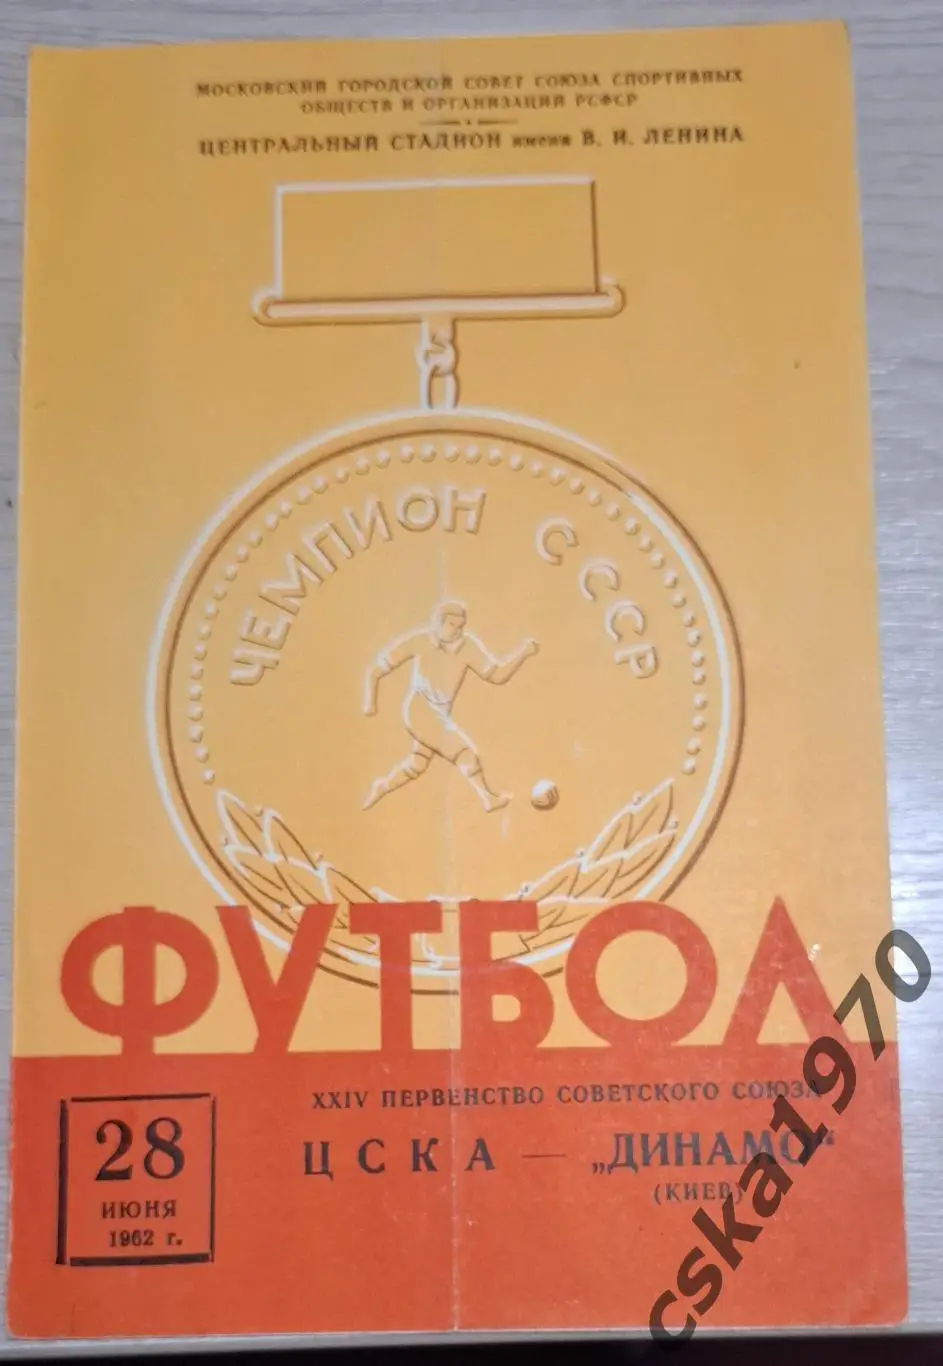 МОСКОВСКИЙ ГОРОДСКОЙ СОВЕТ СОЮЗА СПОРТИВНЫХ
ОБЩЕСТВ И ОРГАНИЗАЦИЙ РСФСР
ЦЕНТРАЛЬНЫЙ СТАДИОН имени В. И. ЛЕНИНА
ЧЕМПИОН СССР
ФУТБОЛ
XXIV ПЕРВЕНСТВО СОВЕТСКОГО СОЮЗА
ЦСКА — „ДИНАМО“
(КИЕВ)
28
ИЮНЯ
1962 г.
cska1970